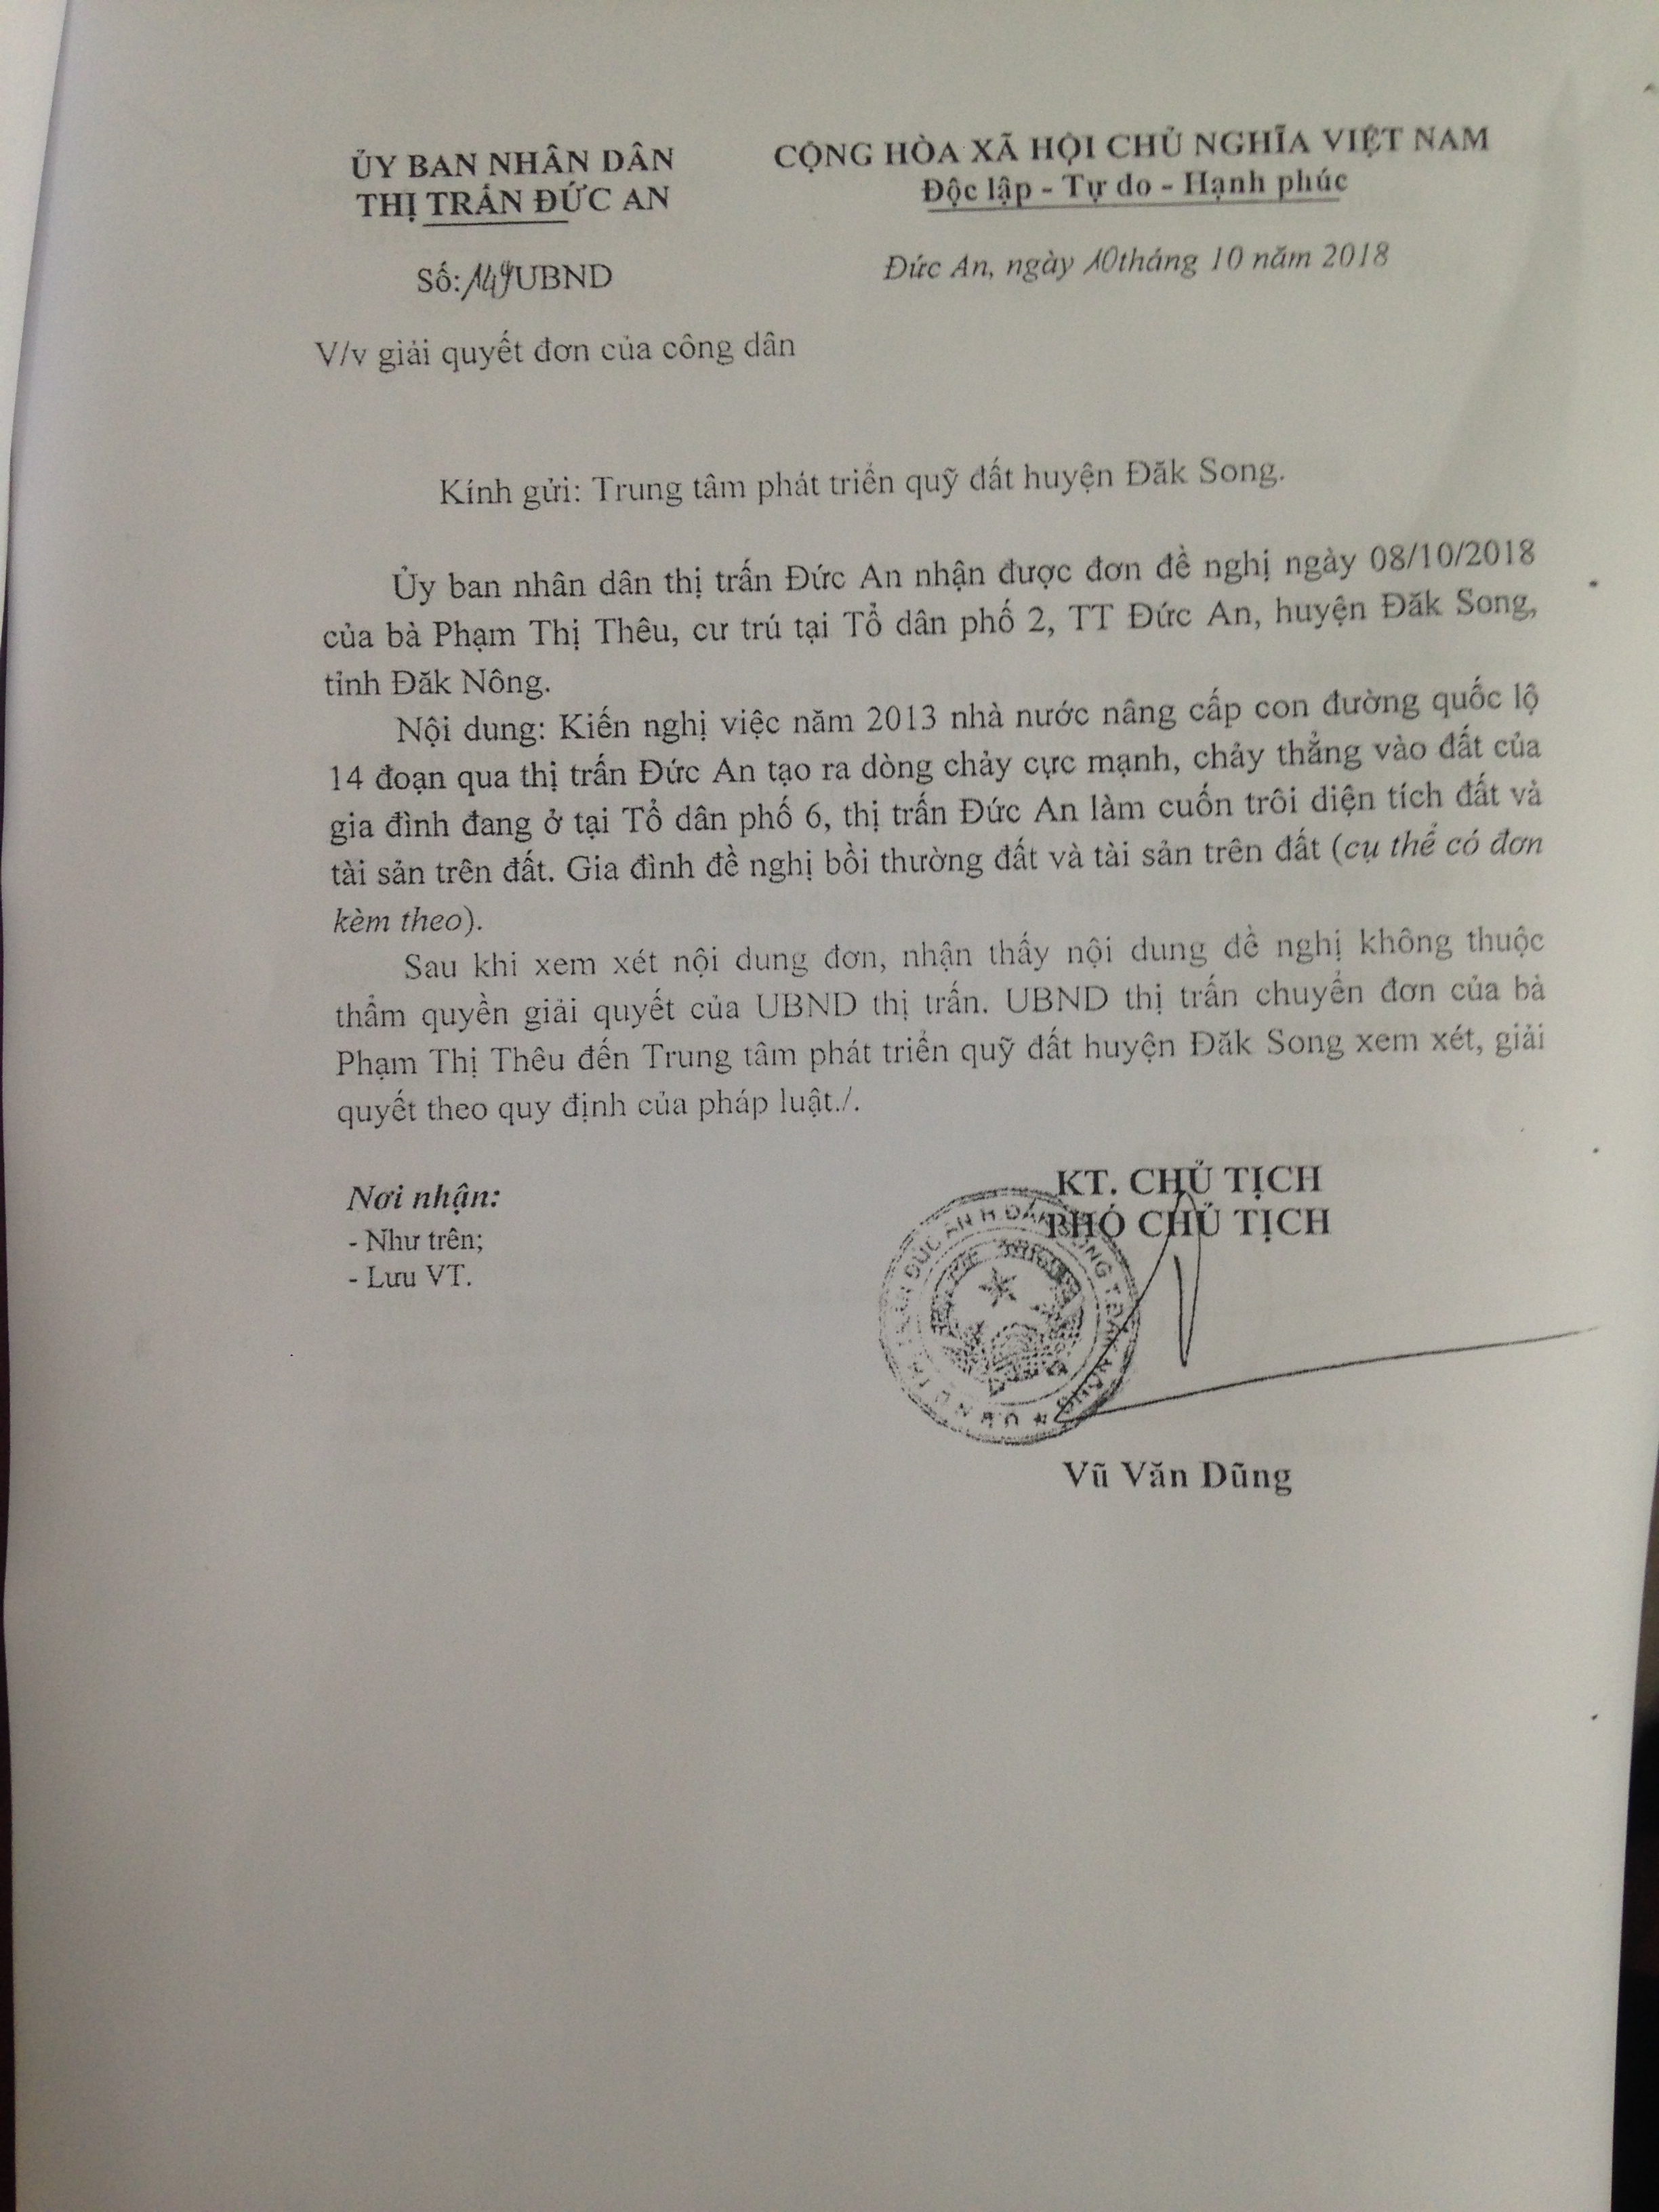 ỦY BAN NHÂN DÂN
THỊ TRẤN ĐỨC AN
CỘNG HÒA XÃ HỘI CHỦ NGHĨA VIỆT NAM
Độc lập - Tự do - Hạnh phúc
Số: UBND
Đức An, ngày 10 tháng 10 năm 2018
V/v giải quyết đơn của công dân
Kính gửi: Trung tâm phát triển quỹ đất huyện Đăk Song.
Ủy ban nhân dân thị trấn Đức An nhận được đơn đề nghị ngày 08/10/2018
của bà Phạm Thị Thêu, cư trú tại Tổ dân phố 2, TT Đức An, huyện Đăk Song,
tỉnh Đăk Nông.
Nội dung: Kiến nghị việc năm 2013 nhà nước nâng cấp con đường quốc lộ
14 đoạn qua thị trấn Đức An tạo ra dòng chảy cực mạnh, chảy thẳng vào đất của
gia đình đang ở tại Tổ dân phố 6, thị trấn Đức An làm cuốn trôi diện tích đất và
tài sản trên đất. Gia đình đề nghị bồi thường đất và tài sản trên đất (cụ thể có đơn
kèm theo).
Sau khi xem xét nội dung đơn, nhận thấy nội dung đề nghị không thuộc
thẩm quyền giải quyết của UBND thị trấn. UBND thị trấn chuyển đơn của bà
Phạm Thị Thêu đến Trung tâm phát triển quỹ đất huyện Đăk Song xem xét, giải
quyết theo quy định của pháp luật./.
Nơi nhận:
- Như trên;
- Lưu VT.
KT. CHỦ TỊCH
PHÓ CHỦ TỊCH
Vũ Văn Dũng